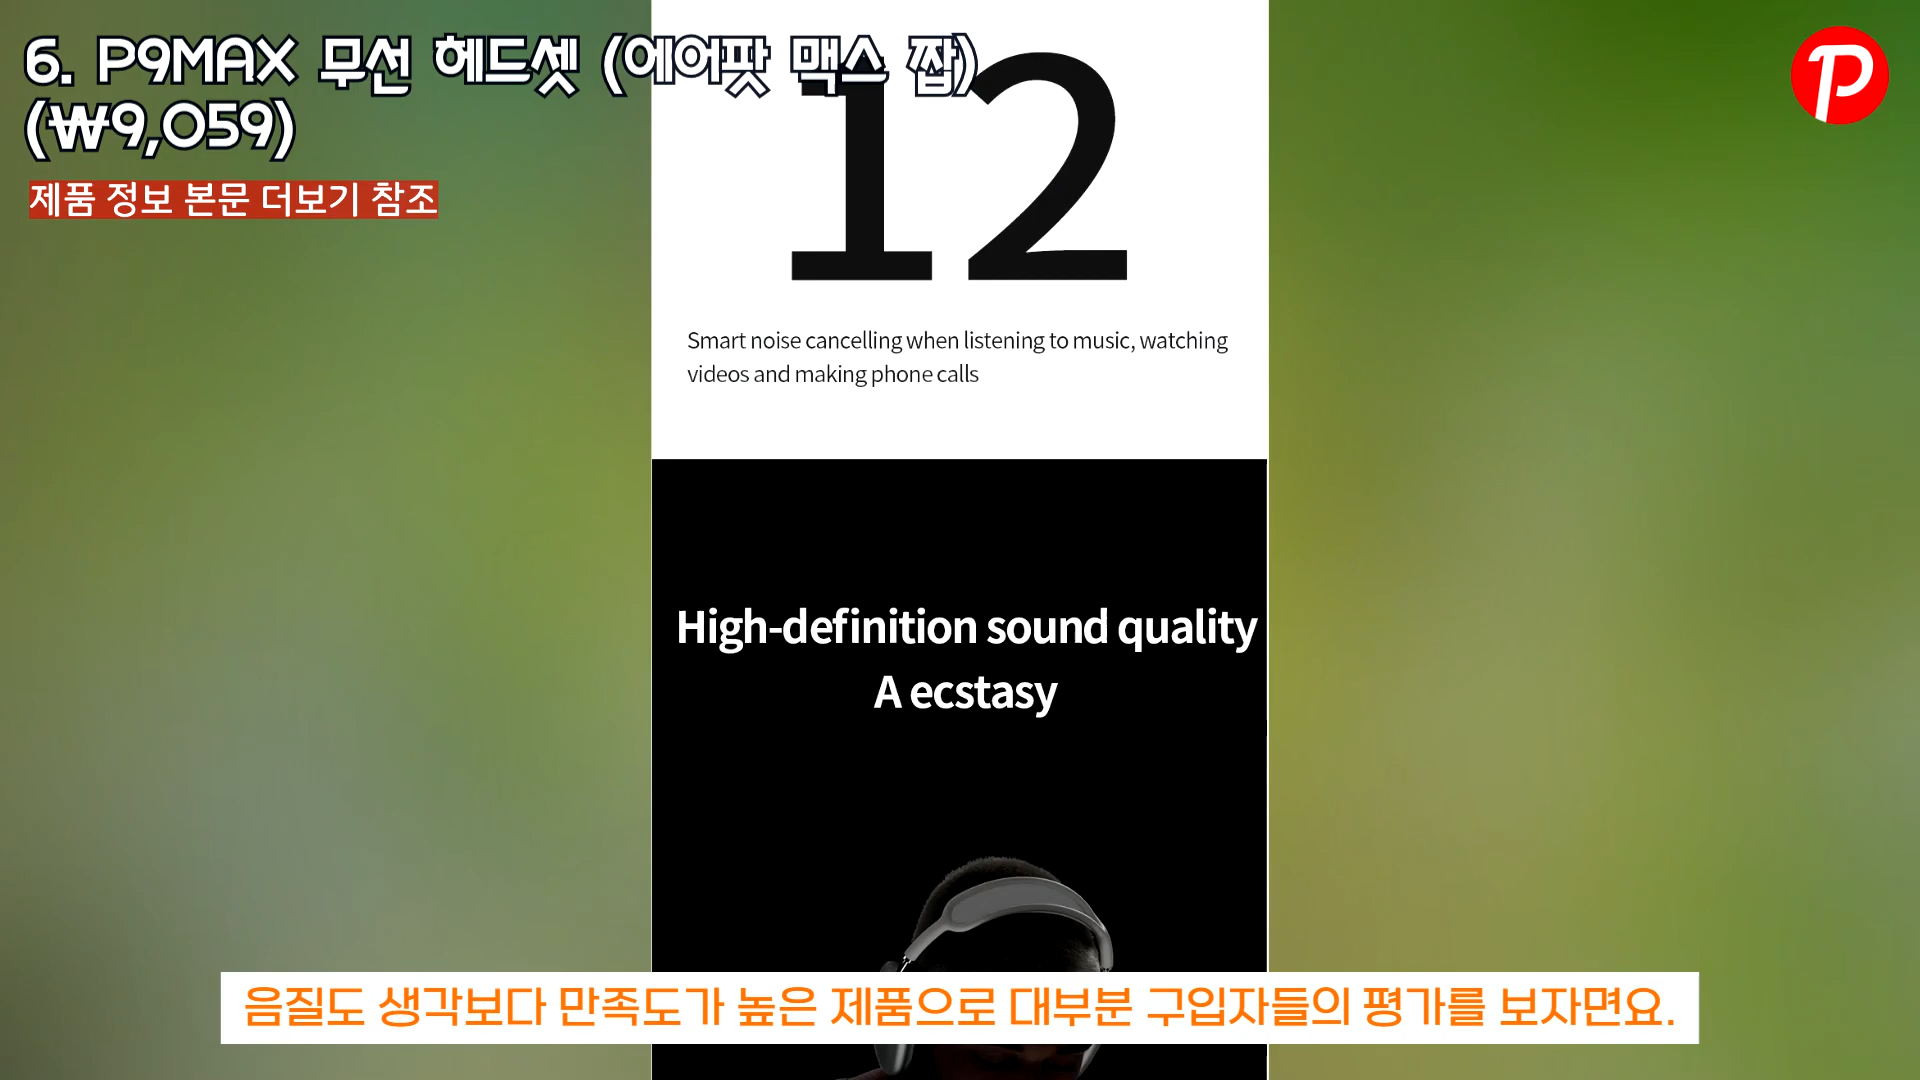 6. P9MAX 무선 헤드셋 (에어팟 맥스 짭)
(₩9,059)
제품 정보 본문 더보기 참조
P
12
Smart noise cancelling when listening to music, watching
videos and making phone calls
High-definition sound quality
A ecstasy
음질도 생각보다 만족도가 높은 제품으로 대부분 구입자들의 평가를 보자면요.